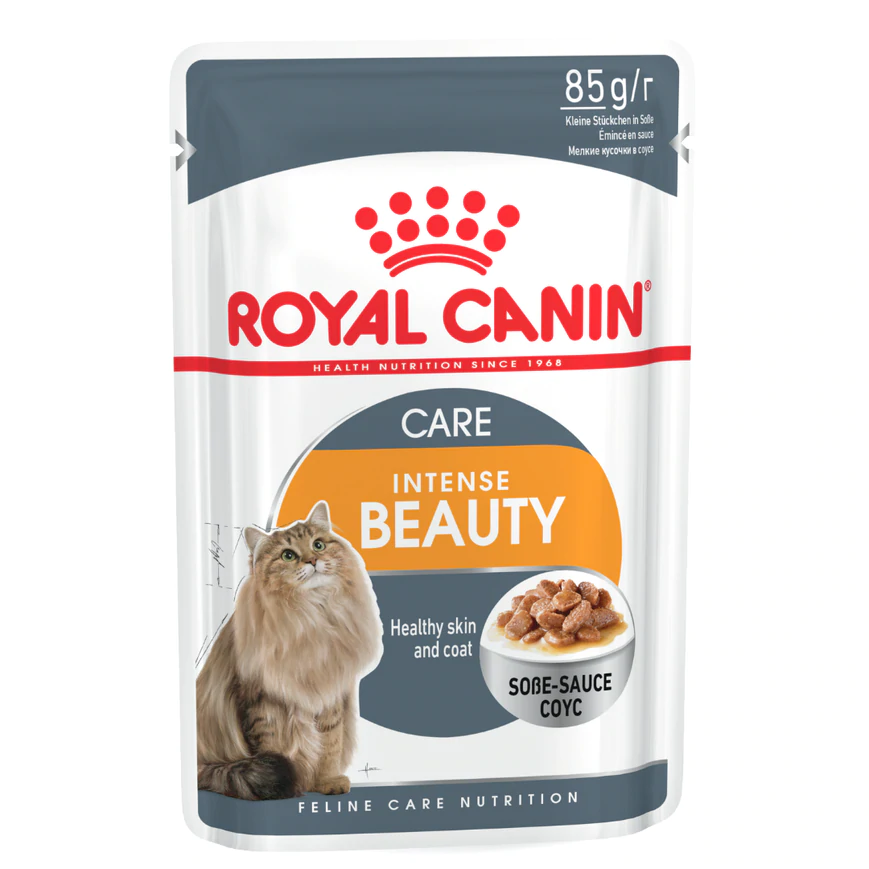 85g/г
Kleine Stückchen in Soße
Émincé en sauce
Мелкие кусочки в соусе
ROYAL CANIN®
HEALTH NUTRITION SINCE 1968
CARE
INTENSE
BEAUTY
Healthy skin
and coat
SOßE-SAUCE
СОУС
FELINE CARE NUTRITION